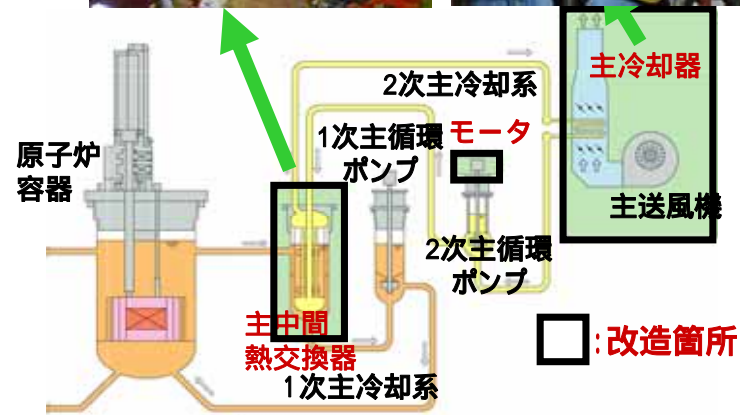 主冷却器
2次主冷却系
1次主循環
ポンプ
モータ
原子炉
容器
主送風機
2次主循環
ポンプ
主中間
熱交換器
:改造箇所
1次主冷却系